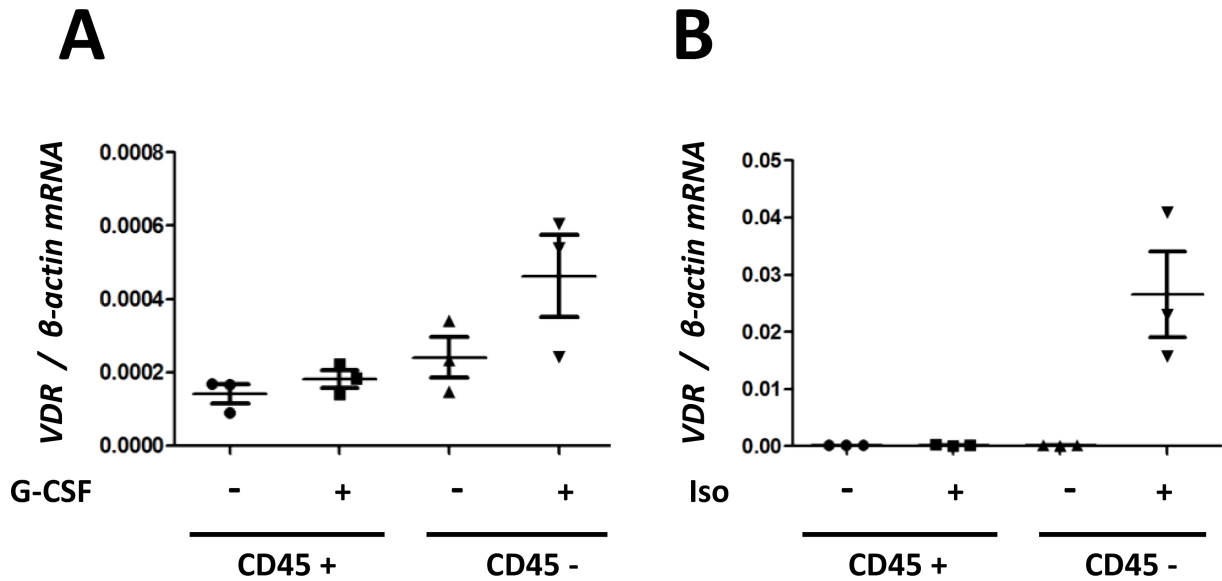 A
VDR / β-actin mRNA
0.0008
0.0006
0.0004
0.0002
0.0000
G-CSF - + - +
CD45 + CD45 -
B
VDR / β-actin mRNA
0.05
0.04
0.03
0.02
0.01
0.00
Iso - + - +
CD45 + CD45 -